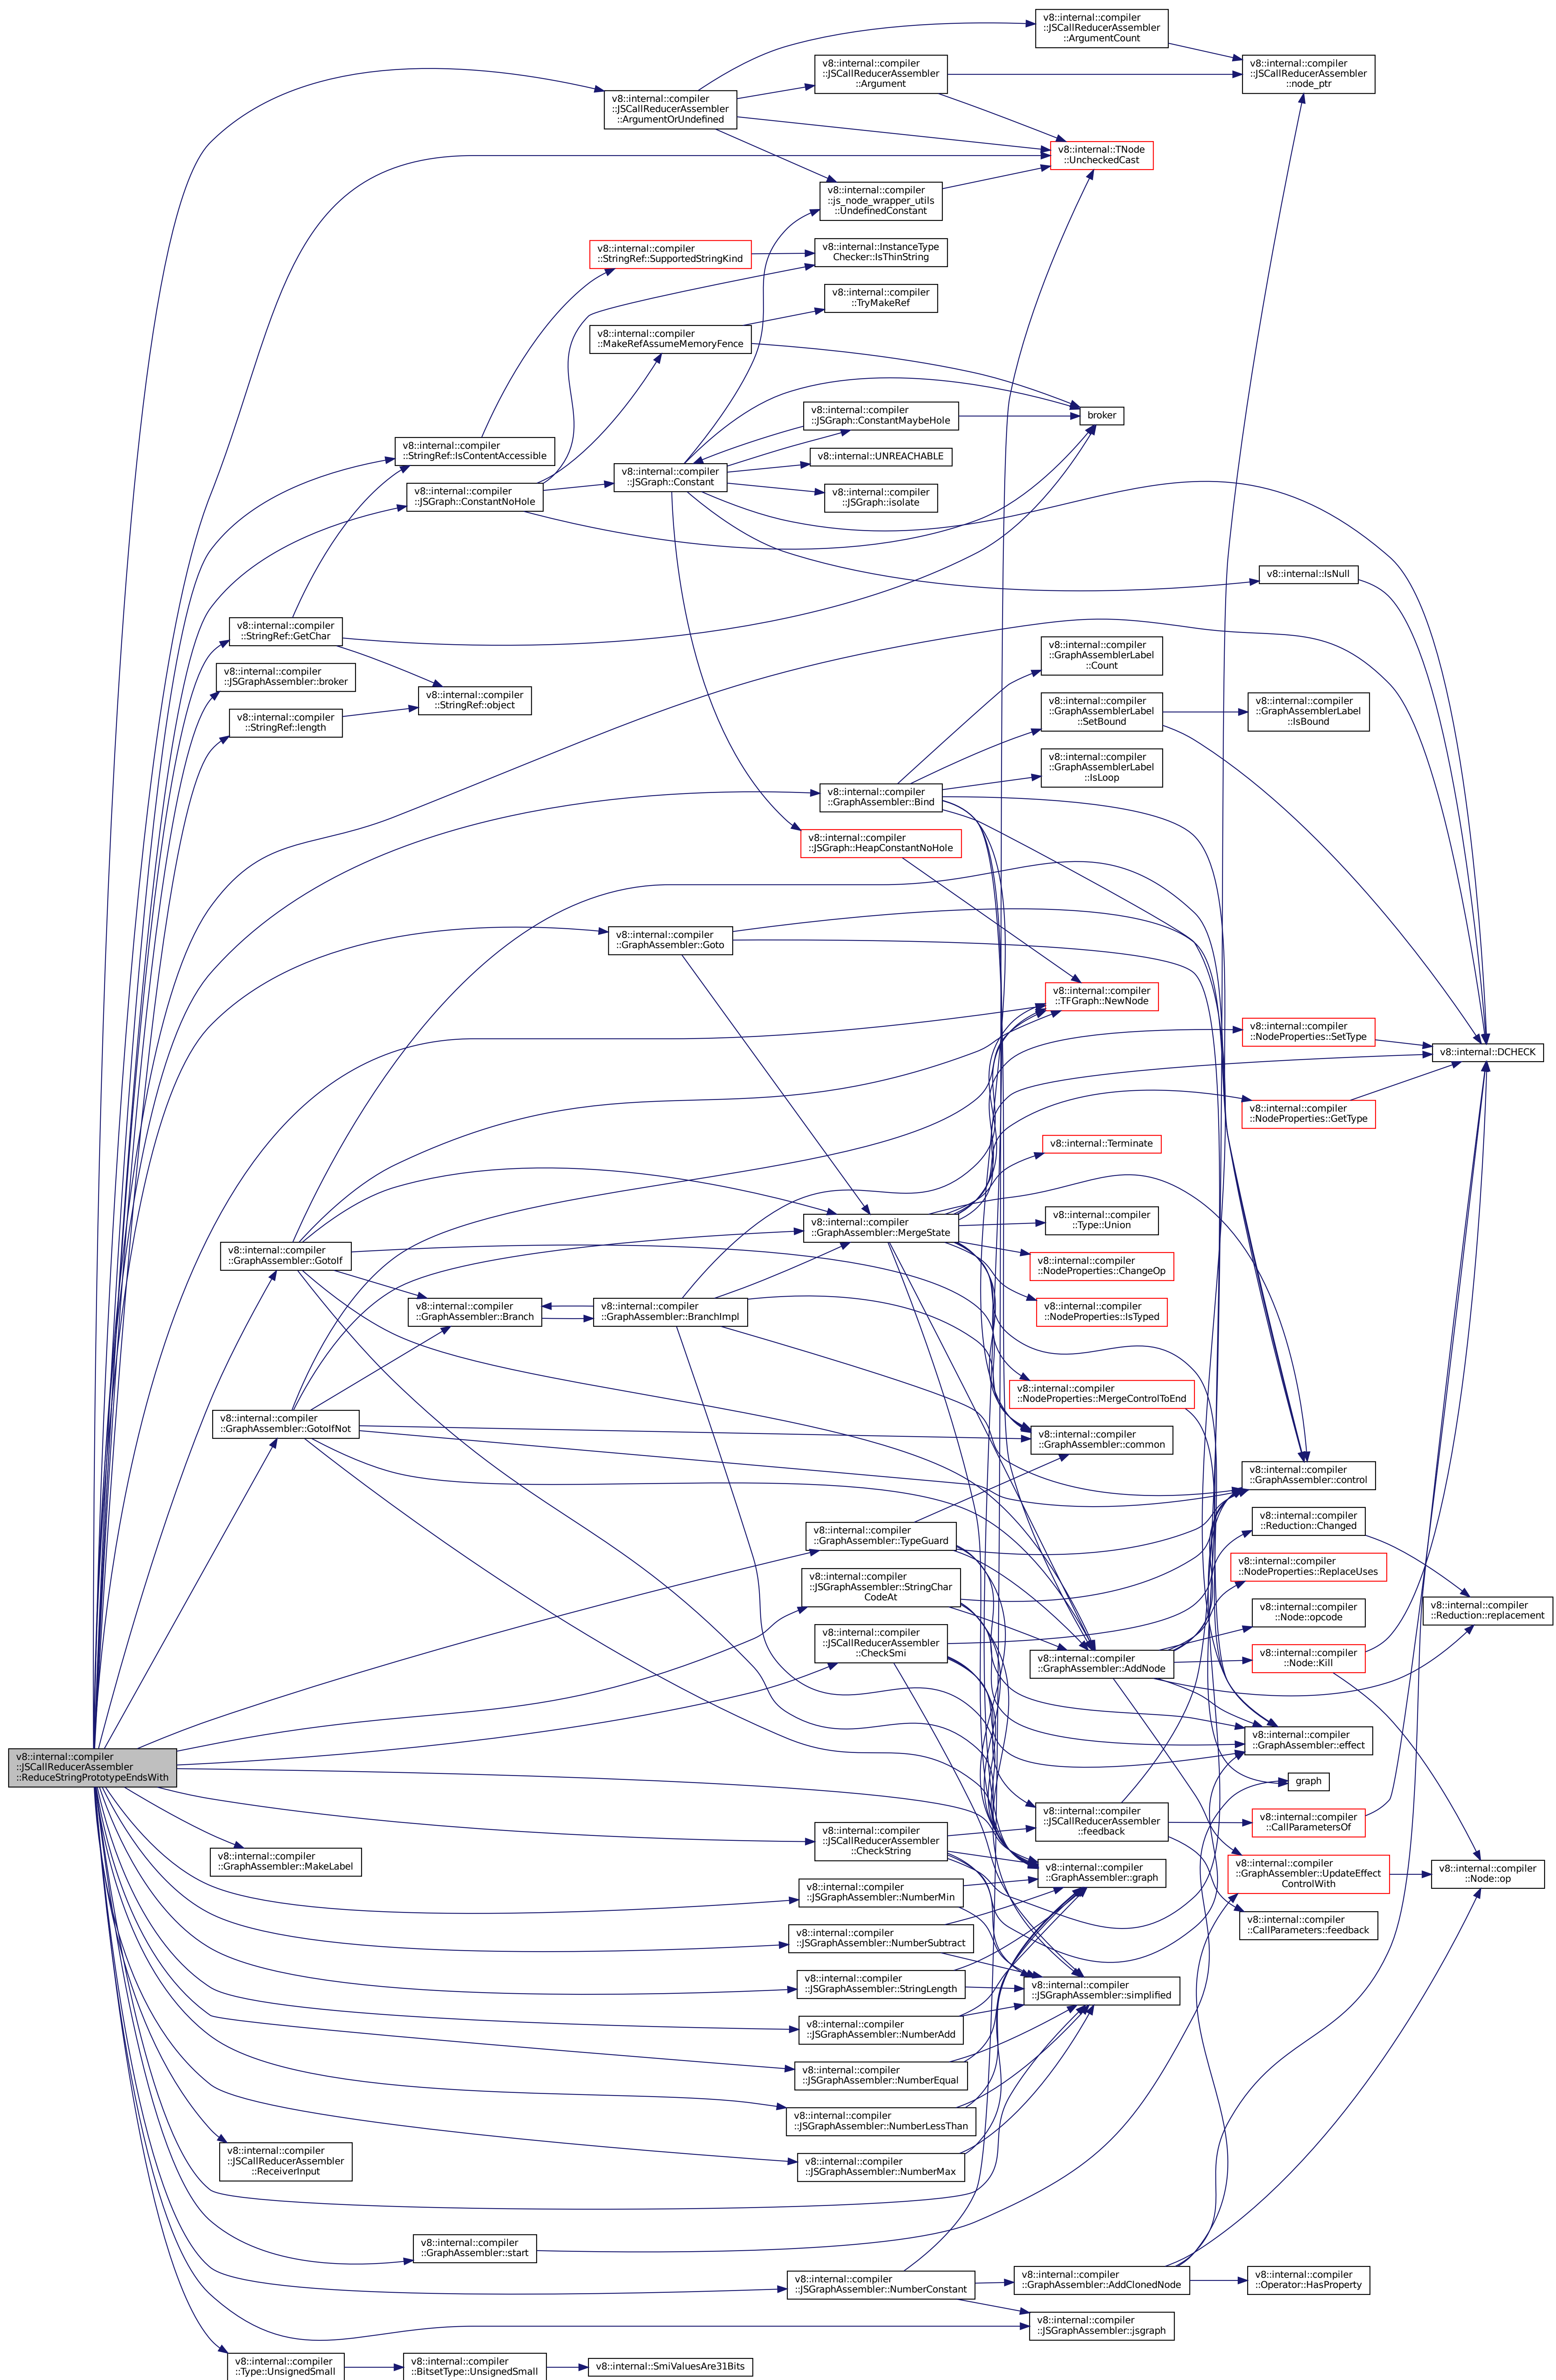 v8::internal::compiler
::JSCallReducerAssembler
::ArgumentCount
v8::internal::compiler
::JSCallReducerAssembler
::node_ptr
v8::internal::compiler
::JSCallReducerAssembler
::Argument
v8::internal::compiler
::JSCallReducerAssembler
::ArgumentOrUndefined
v8::internal::TNode
::UncheckedCast
v8::internal::compiler
::js_node_wrapper_utils
::UndefinedConstant
v8::internal::compiler
::StringRef::SupportedStringKind
v8::internal::InstanceType
Checker::IsThinString
v8::internal::compiler
::TryMakeRef
v8::internal::compiler
::MakeRefAssumeMemoryFence
v8::internal::compiler
::JSGraph::ConstantMaybeHole
broker
v8::internal::compiler
::StringRef::IsContentAccessible
v8::internal::UNREACHABLE
v8::internal::compiler
::JSGraph::Constant
v8::internal::compiler
::JSGraph::ConstantNoHole
v8::internal::compiler
::JSGraph::isolate
v8::internal::IsNull
v8::internal::compiler
::StringRef::GetChar
v8::internal::compiler
::GraphAssemblerLabel
::Count
v8::internal::compiler
::JSGraphAssembler::broker
v8::internal::compiler
::StringRef::object
v8::internal::compiler
::StringRef::length
v8::internal::compiler
::GraphAssemblerLabel
::SetBound
v8::internal::compiler
::GraphAssemblerLabel
::IsBound
v8::internal::compiler
::GraphAssemblerLabel
::IsLoop
v8::internal::compiler
::GraphAssembler::Bind
v8::internal::compiler
::JSGraph::HeapConstantNoHole
v8::internal::compiler
::GraphAssembler::Goto
v8::internal::compiler
::TFGraph::NewNode
v8::internal::compiler
::NodeProperties::SetType
v8::internal::DCHECK
v8::internal::compiler
::NodeProperties::GetType
v8::internal::Terminate
v8::internal::compiler
::GraphAssembler::MergeState
v8::internal::compiler
::Type::Union
v8::internal::compiler
::GraphAssembler::GotoIf
v8::internal::compiler
::NodeProperties::ChangeOp
v8::internal::compiler
::GraphAssembler::Branch
v8::internal::compiler
::GraphAssembler::BranchImpl
v8::internal::compiler
::NodeProperties::IsTyped
v8::internal::compiler
::NodeProperties::MergeControlToEnd
v8::internal::compiler
::GraphAssembler::GotoIfNot
v8::internal::compiler
::GraphAssembler::common
v8::internal::compiler
::GraphAssembler::control
v8::internal::compiler
::GraphAssembler::TypeGuard
v8::internal::compiler
::Reduction::Changed
v8::internal::compiler
::NodeProperties::ReplaceUses
v8::internal::compiler
::JSGraphAssembler::StringChar
CodeAt
v8::internal::compiler
::Node::opcode
v8::internal::compiler
::Reduction::replacement
v8::internal::compiler
::JSCallReducerAssembler
::CheckSmi
v8::internal::compiler
::GraphAssembler::AddNode
v8::internal::compiler
::Node::Kill
v8::internal::compiler
::GraphAssembler::effect
v8::internal::compiler
::JSCallReducerAssembler
::ReduceStringPrototypeEndsWith
graph
v8::internal::compiler
::JSCallReducerAssembler
::feedback
v8::internal::compiler
::CallParametersOf
v8::internal::compiler
::JSCallReducerAssembler
::CheckString
v8::internal::compiler
::GraphAssembler::MakeLabel
v8::internal::compiler
::GraphAssembler::graph
v8::internal::compiler
::GraphAssembler::UpdateEffect
ControlWith
v8::internal::compiler
::Node::op
v8::internal::compiler
::JSGraphAssembler::NumberMin
v8::internal::compiler
::CallParameters::feedback
v8::internal::compiler
::JSGraphAssembler::NumberSubtract
v8::internal::compiler
::JSGraphAssembler::StringLength
v8::internal::compiler
::JSGraphAssembler::simplified
v8::internal::compiler
::JSGraphAssembler::NumberAdd
v8::internal::compiler
::JSGraphAssembler::NumberEqual
v8::internal::compiler
::JSGraphAssembler::NumberLessThan
v8::internal::compiler
::JSCallReducerAssembler
::ReceiverInput
v8::internal::compiler
::JSGraphAssembler::NumberMax
v8::internal::compiler
::GraphAssembler::start
v8::internal::compiler
::JSGraphAssembler::NumberConstant
v8::internal::compiler
::GraphAssembler::AddClonedNode
v8::internal::compiler
::Operator::HasProperty
v8::internal::compiler
::JSGraphAssembler::jsgraph
v8::internal::compiler
::Type::UnsignedSmall
v8::internal::compiler
::BitsetType::UnsignedSmall
v8::internal::SmiValuesAre31Bits